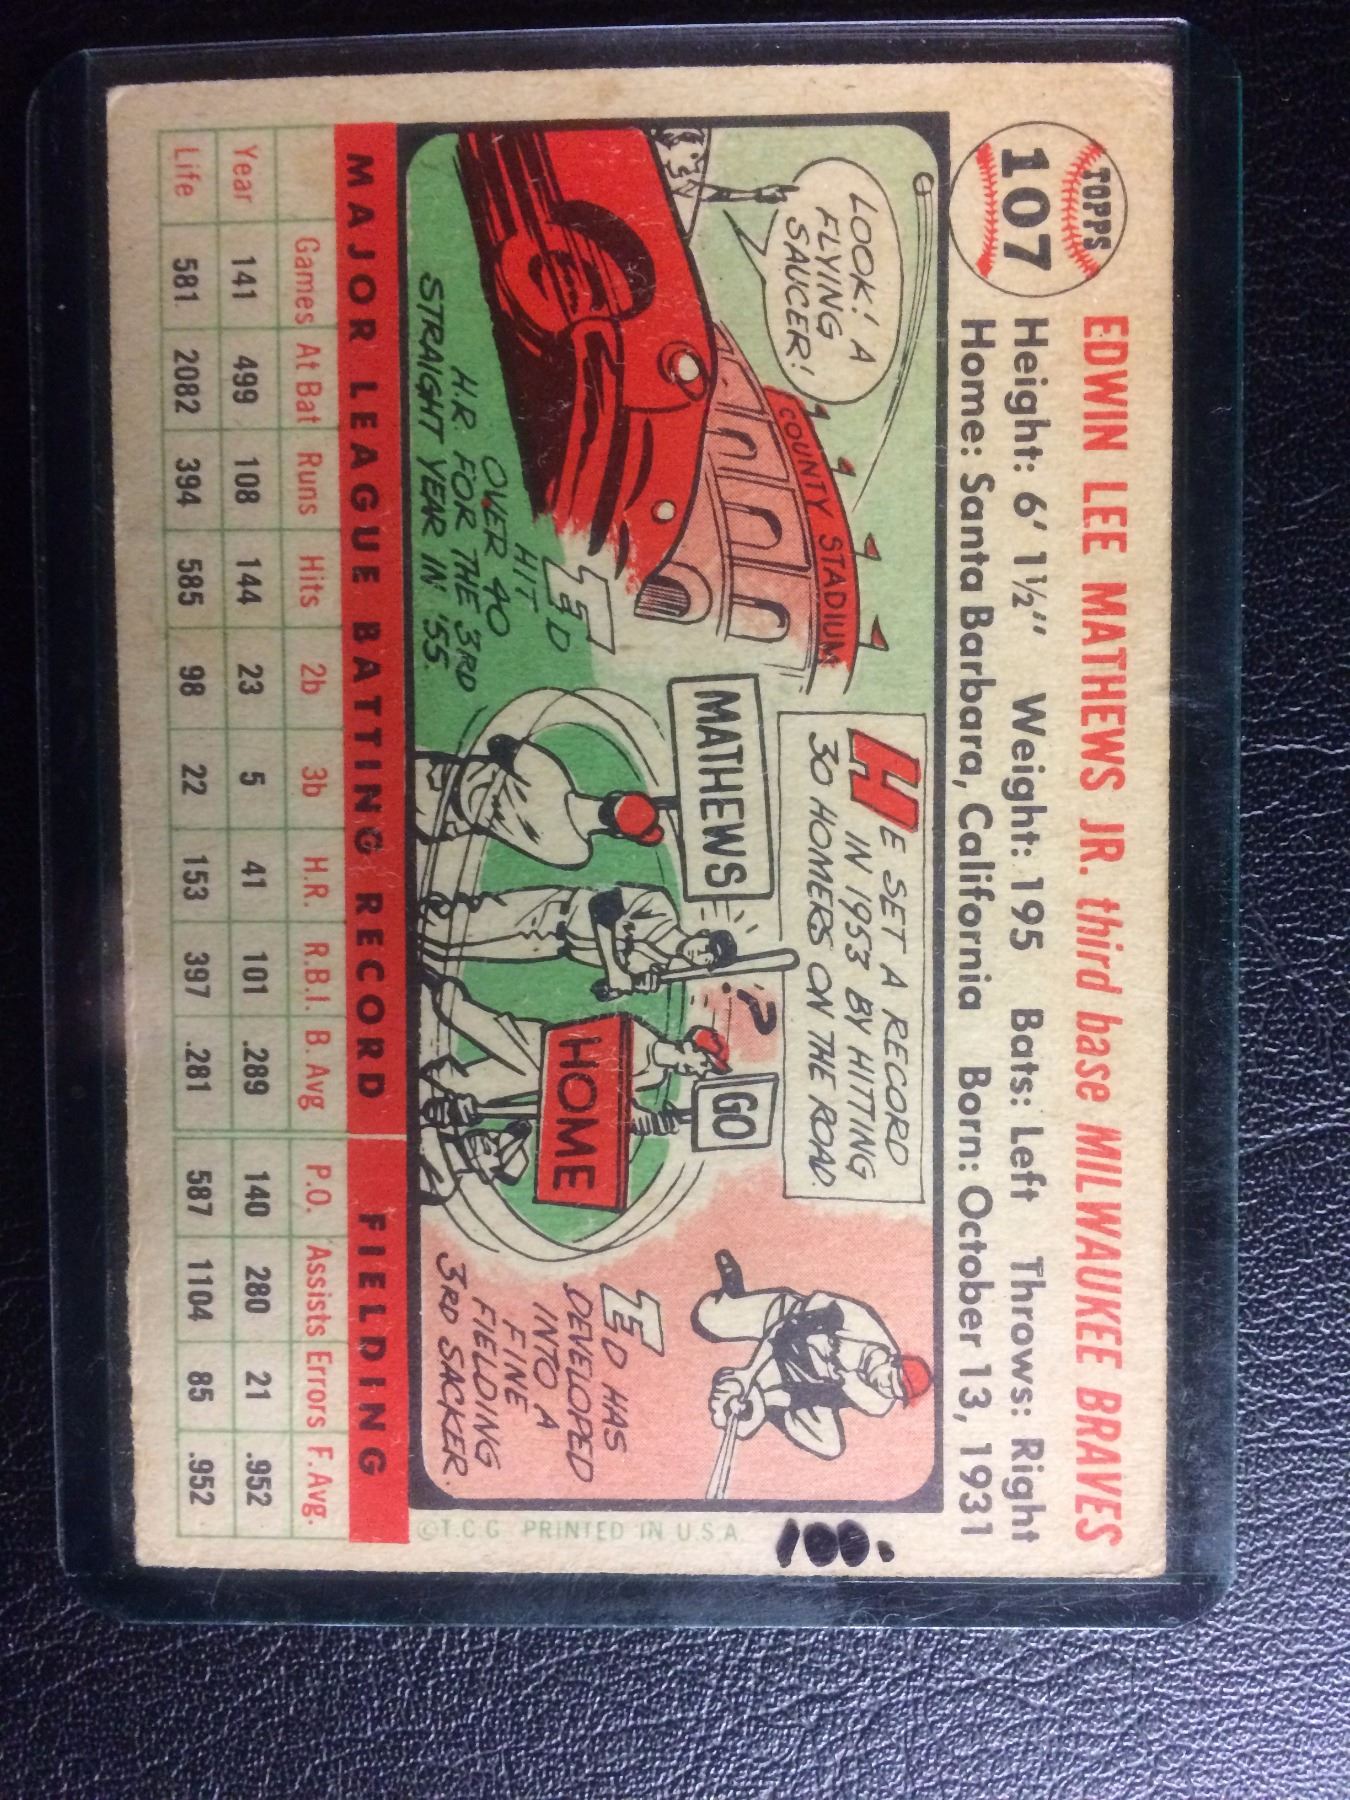 TOPPS
107
EDWIN LEE MATHEWS JR. third base MILWAUKEE BRAVES
Height: 6' 1½" Weight: 195 Bats: Left Throws: Right
Home: Santa Barbara, California Born: October 13, 1931
LOOK! A
FLYING
SAUCER!
COUNTY STADIUM
ED
HIT
OVER 40
H.R. FOR THE 3RD
STRAIGHT YEAR IN '55
HE SET A RECORD
IN 1953 BY HITTING
30 HOMERS ON THE ROAD
MATHEWS
?
GO
HOME
ED HAS
DEVELOPED
INTO A
FINE
FIELDING
3RD SACKER.
©T.C.G. PRINTED IN U.S.A.
MAJOR LEAGUE BATTING RECORD FIELDING
Games At Bat Runs Hits 2b 3b H.R. R.B.I. B. Avg P.O. Assists Errors F. Avg.
Year 141 499 108 144 23 5 41 101 .289 140 280 21 .952
Life 581 2082 394 585 98 22 153 397 .281 587 1104 85 .952